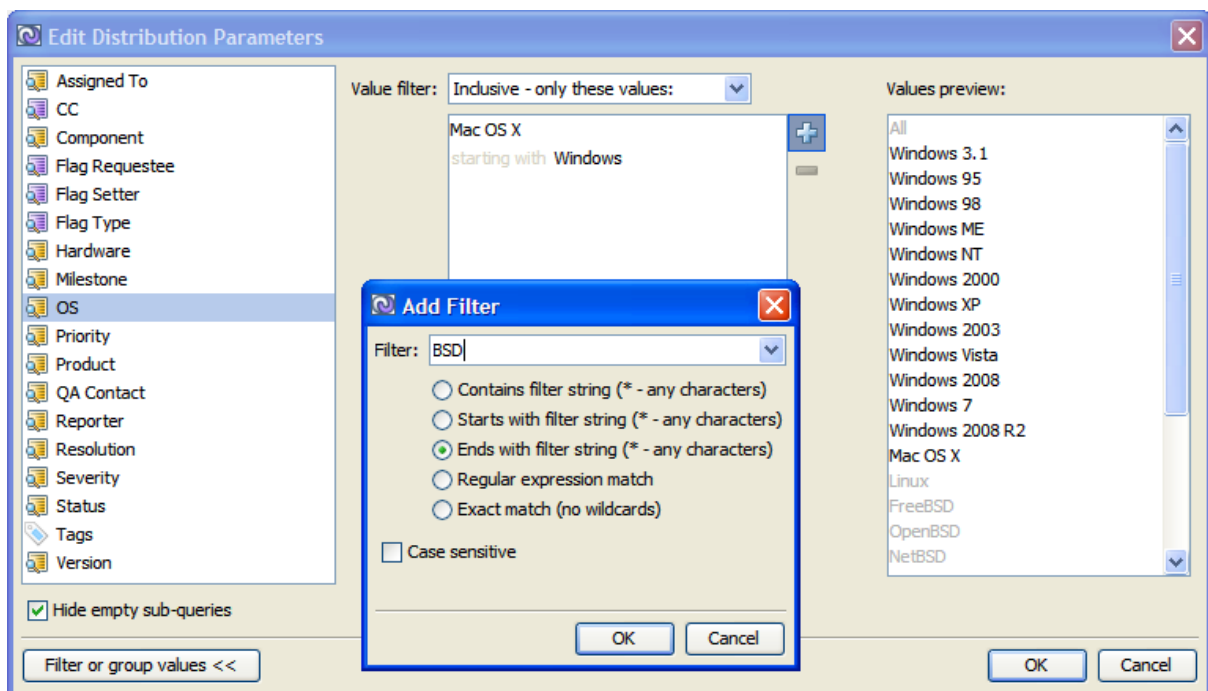 Edit Distribution Parameters
Assigned To
CC
Component
Flag Requestee
Flag Setter
Flag Type
Hardware
Milestone
OS
Priority
Product
QA Contact
Reporter
Resolution
Severity
Status
Tags
Version
Hide empty sub-queries
Filter or group values <<
Value filter: Inclusive - only these values:
Mac OS X
starting with Windows
Add Filter
Filter: BSD
Contains filter string (* - any characters)
Starts with filter string (* - any characters)
Ends with filter string (* - any characters)
Regular expression match
Exact match (no wildcards)
Case sensitive
OK Cancel
Values preview:
All
Windows 3.1
Windows 95
Windows 98
Windows ME
Windows NT
Windows 2000
Windows XP
Windows 2003
Windows Vista
Windows 2008
Windows 7
Windows 2008 R2
Mac OS X
Linux
FreeBSD
OpenBSD
NetBSD
OK Cancel